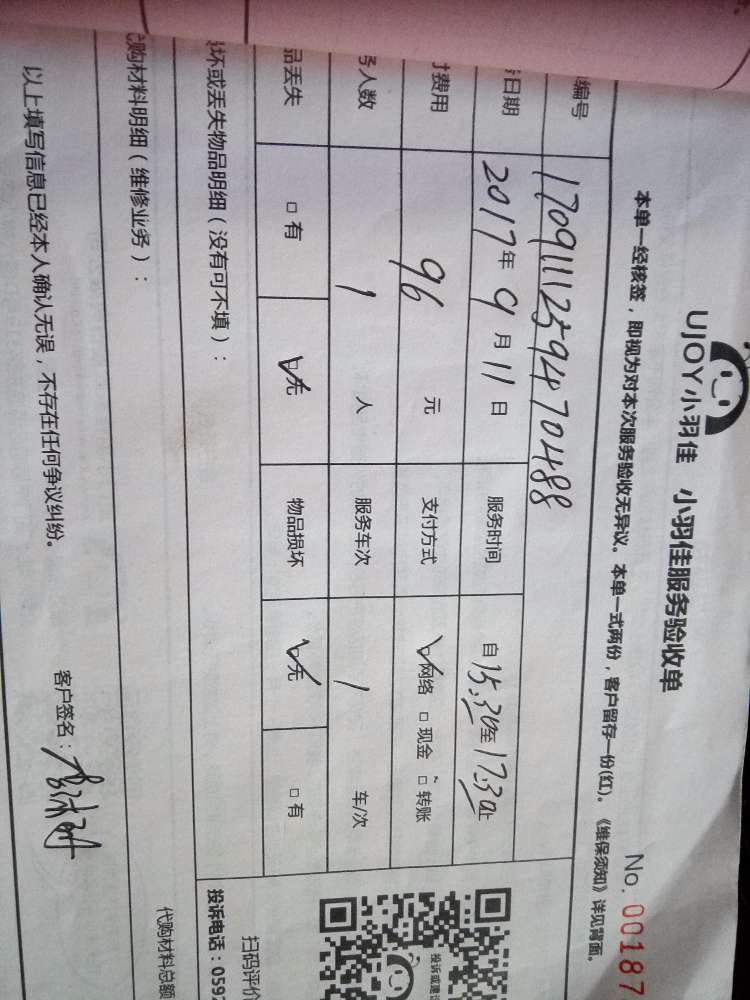 UJOY小羽佳 小羽佳服务验收单
No. 00187
本单一经核签，即视为对本次服务验收无异议。本单一式两份，客户留存一份(红)。《维保须知》详见背面。
编号 1709111259470488
日期 2017年9月11日 服务时间 自15:30至17:30止
费用 96 元 支付方式 网络 □现金 □转账
务人数 1 人 服务车次 1 车/次
品丢失 □有 □无 物品损坏 □无 □有
坏或丢失物品明细（没有可不填）：
购材料明细（维修业务）：
投诉或建议
扫码评价
投诉电话：059
代购材料总额
以上填写信息已经本人确认无误，不存在任何争议纠纷。
客户签名：